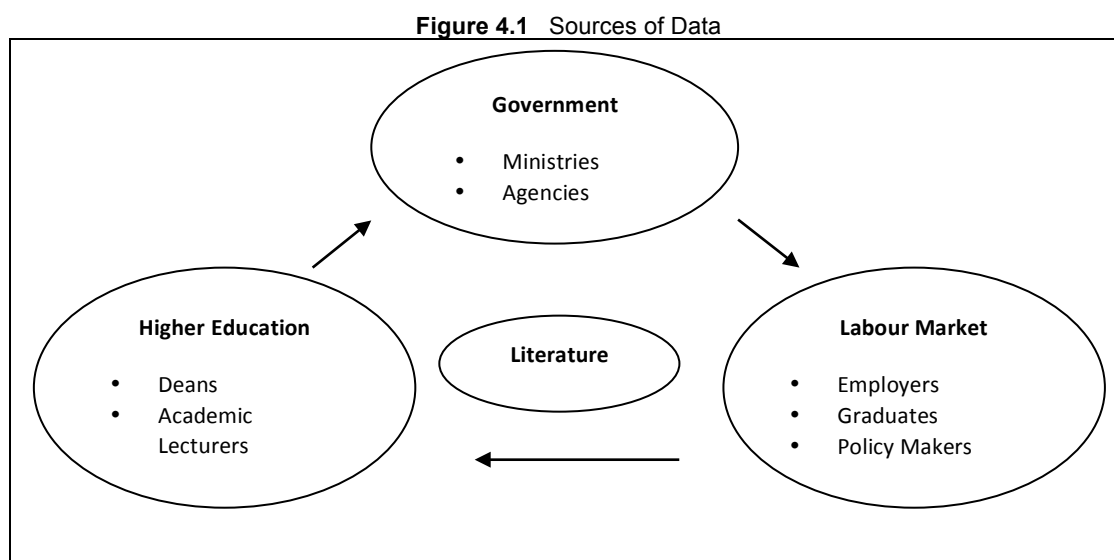 Figure 4.1 Sources of Data
Government
• Ministries
• Agencies
Higher Education
• Deans
• Academic
Lecturers
Literature
Labour Market
• Employers
• Graduates
• Policy Makers